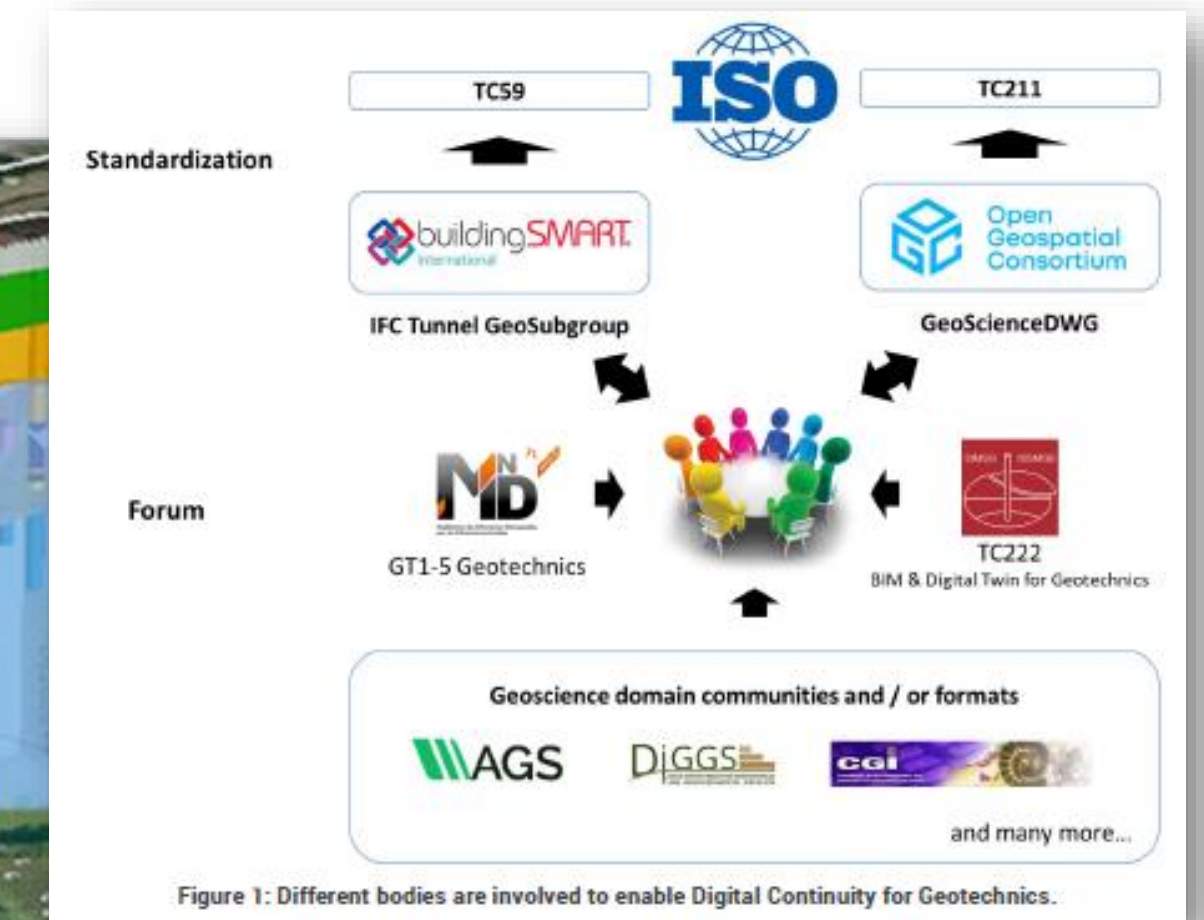 TC59
ISO
TC211
Standardization
buildingSMART
International
Open
Geospatial
Consortium
OGC
IFC Tunnel GeoSubgroup
GeoScienceDWG
Forum
MND
GT1-5 Geotechnics
TC222
BIM & Digital Twin for Geotechnics
Geoscience domain communities and / or formats
AGS
DIGGS
CGI
and many more...
Figure 1: Different bodies are involved to enable Digital Continuity for Geotechnics.